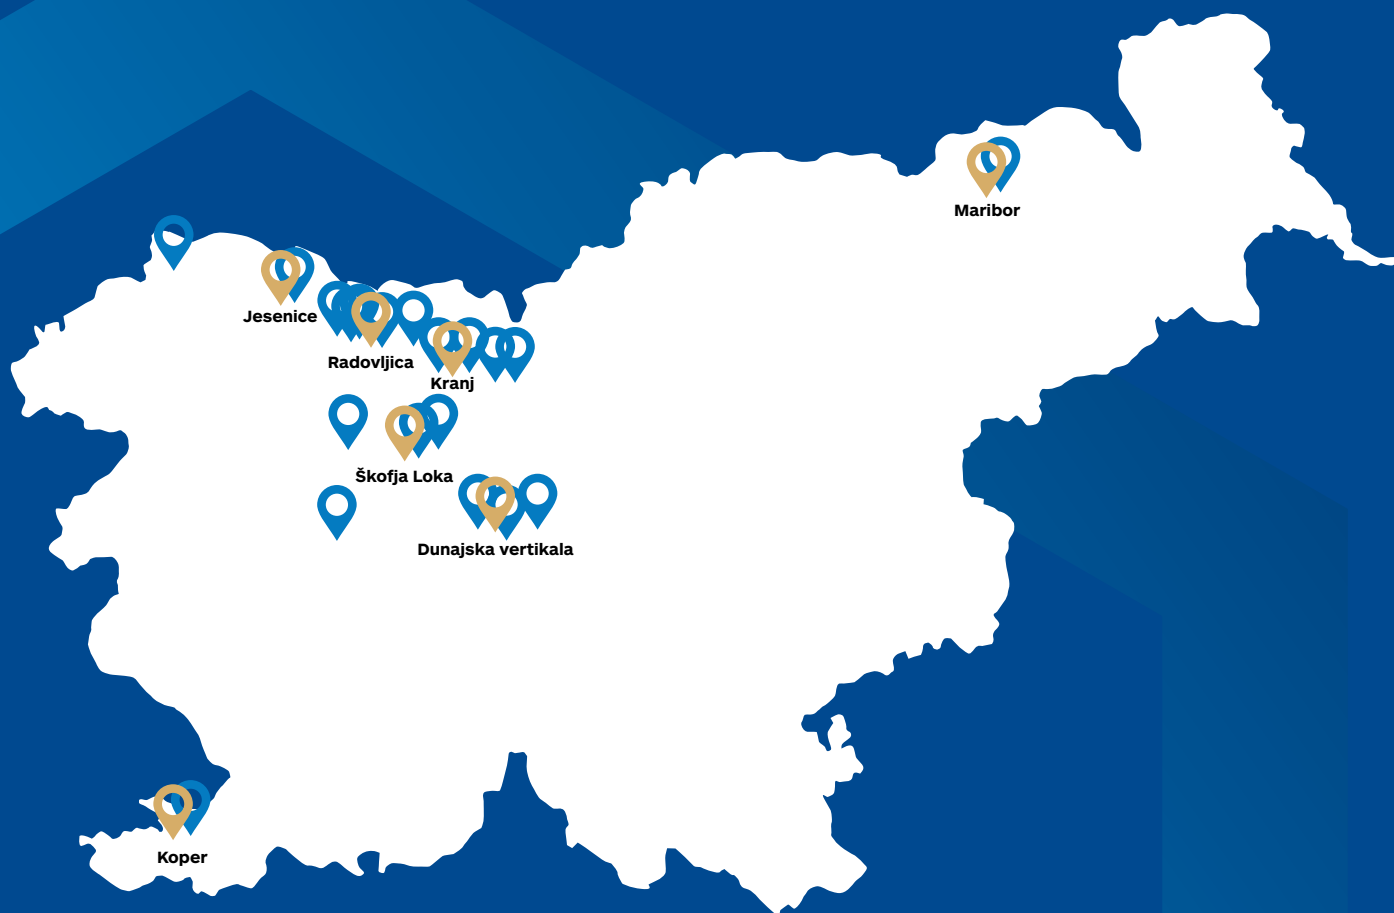 Maribor
Jesenice
Radovljica
Kranj
Škofja Loka
Dunajska vertikala
Koper